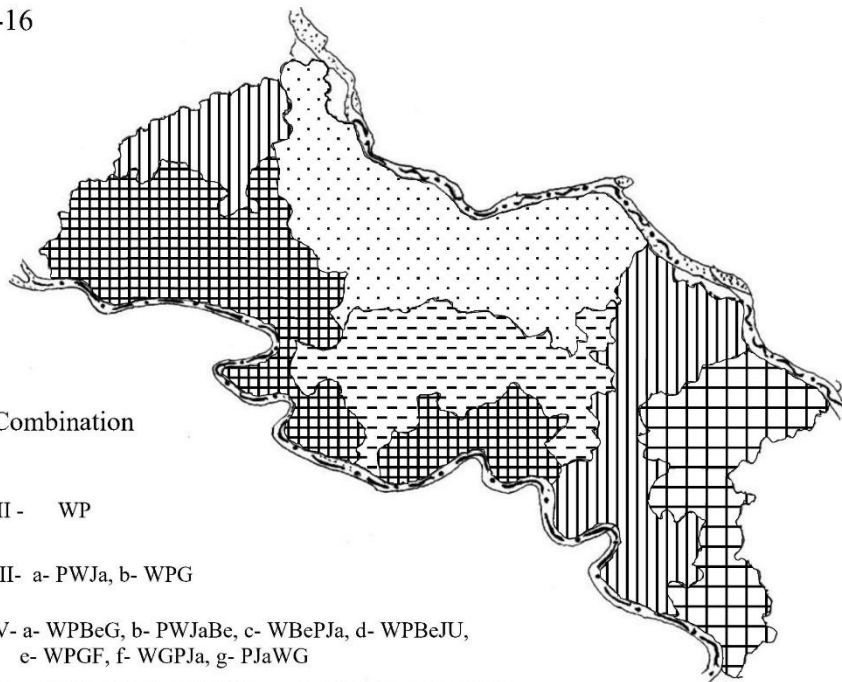 -16
Combination
II - WP
II- a- PWJa, b- WPG
V- a- WPBeG, b- PWJaBe, c- WBePJa, d- WPBeJU,
e- WPGF, f- WGPJa, g- PJaWG